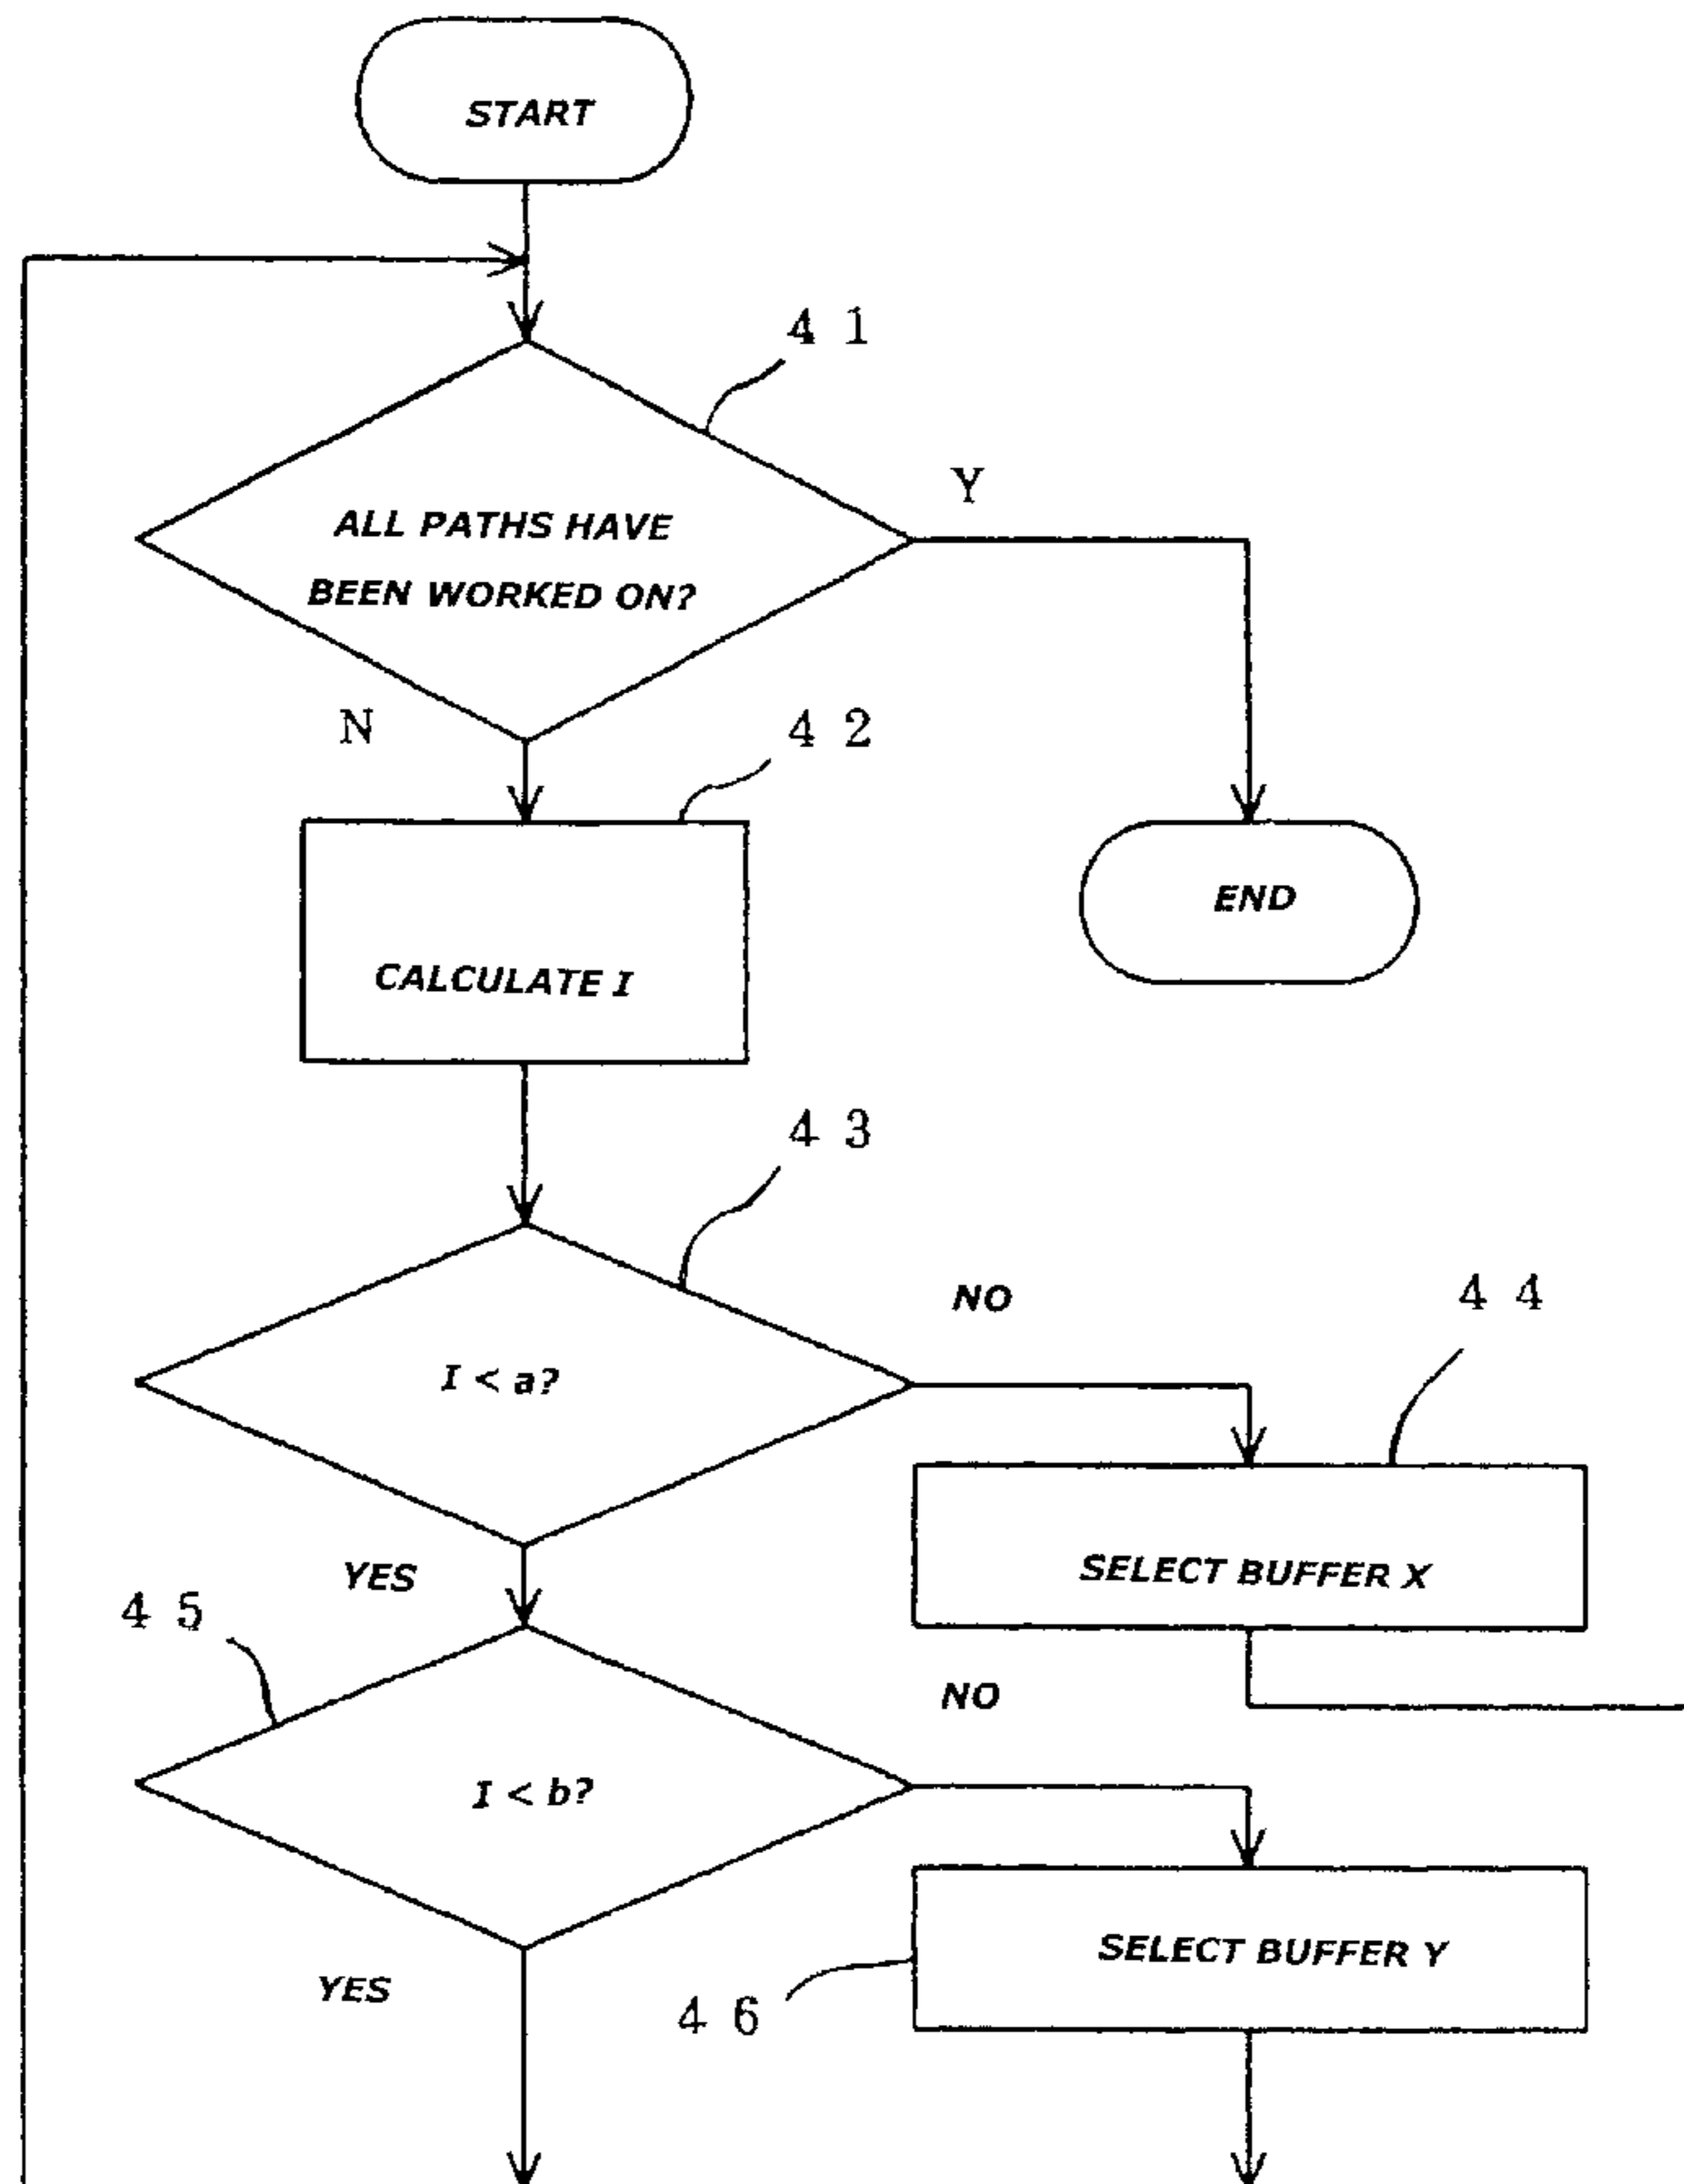 START
4 1
Y
ALL PATHS HAVE
BEEN WORKED ON?
N
4 2
END
CALCULATE I
4 3
NO
4 4
I < a?
SELECT BUFFER X
YES
4 5
NO
I < b?
SELECT BUFFER Y
YES
4 6